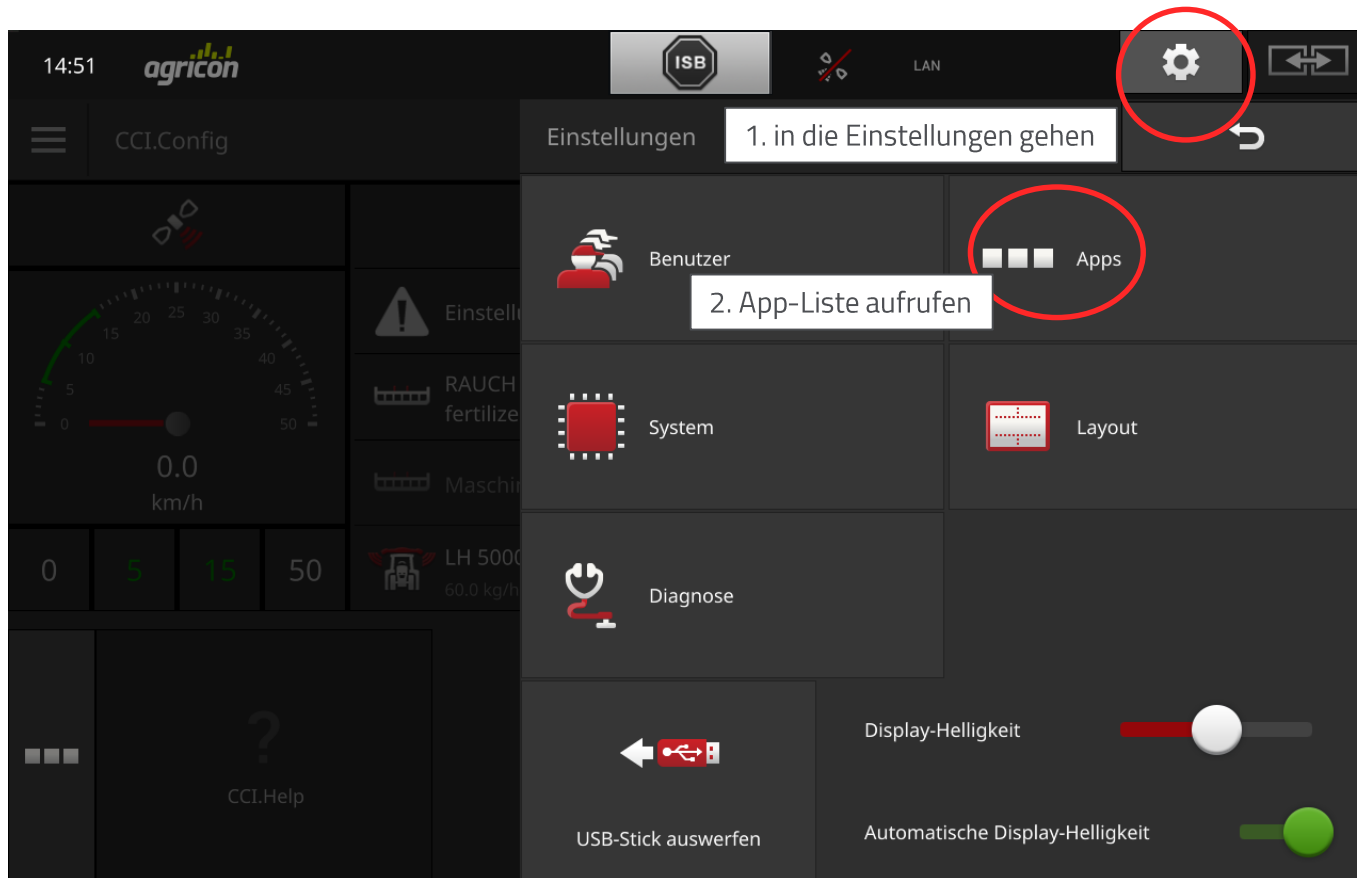 14:51
agricon
ISB
LAN
CCI.Config
Einstellungen
1. in die Einstellungen gehen
Benutzer
Apps
2. App-Liste aufrufen
0 5 10 15 20 25 30 35 40 45 50
0.0
km/h
0 5 15 50
Einstell
RAUCH
fertilize
Maschin
LH 5000
60.0 kg/h
System
Layout
Diagnose
?
CCI.Help
USB-Stick auswerfen
Display-Helligkeit
Automatische Display-Helligkeit